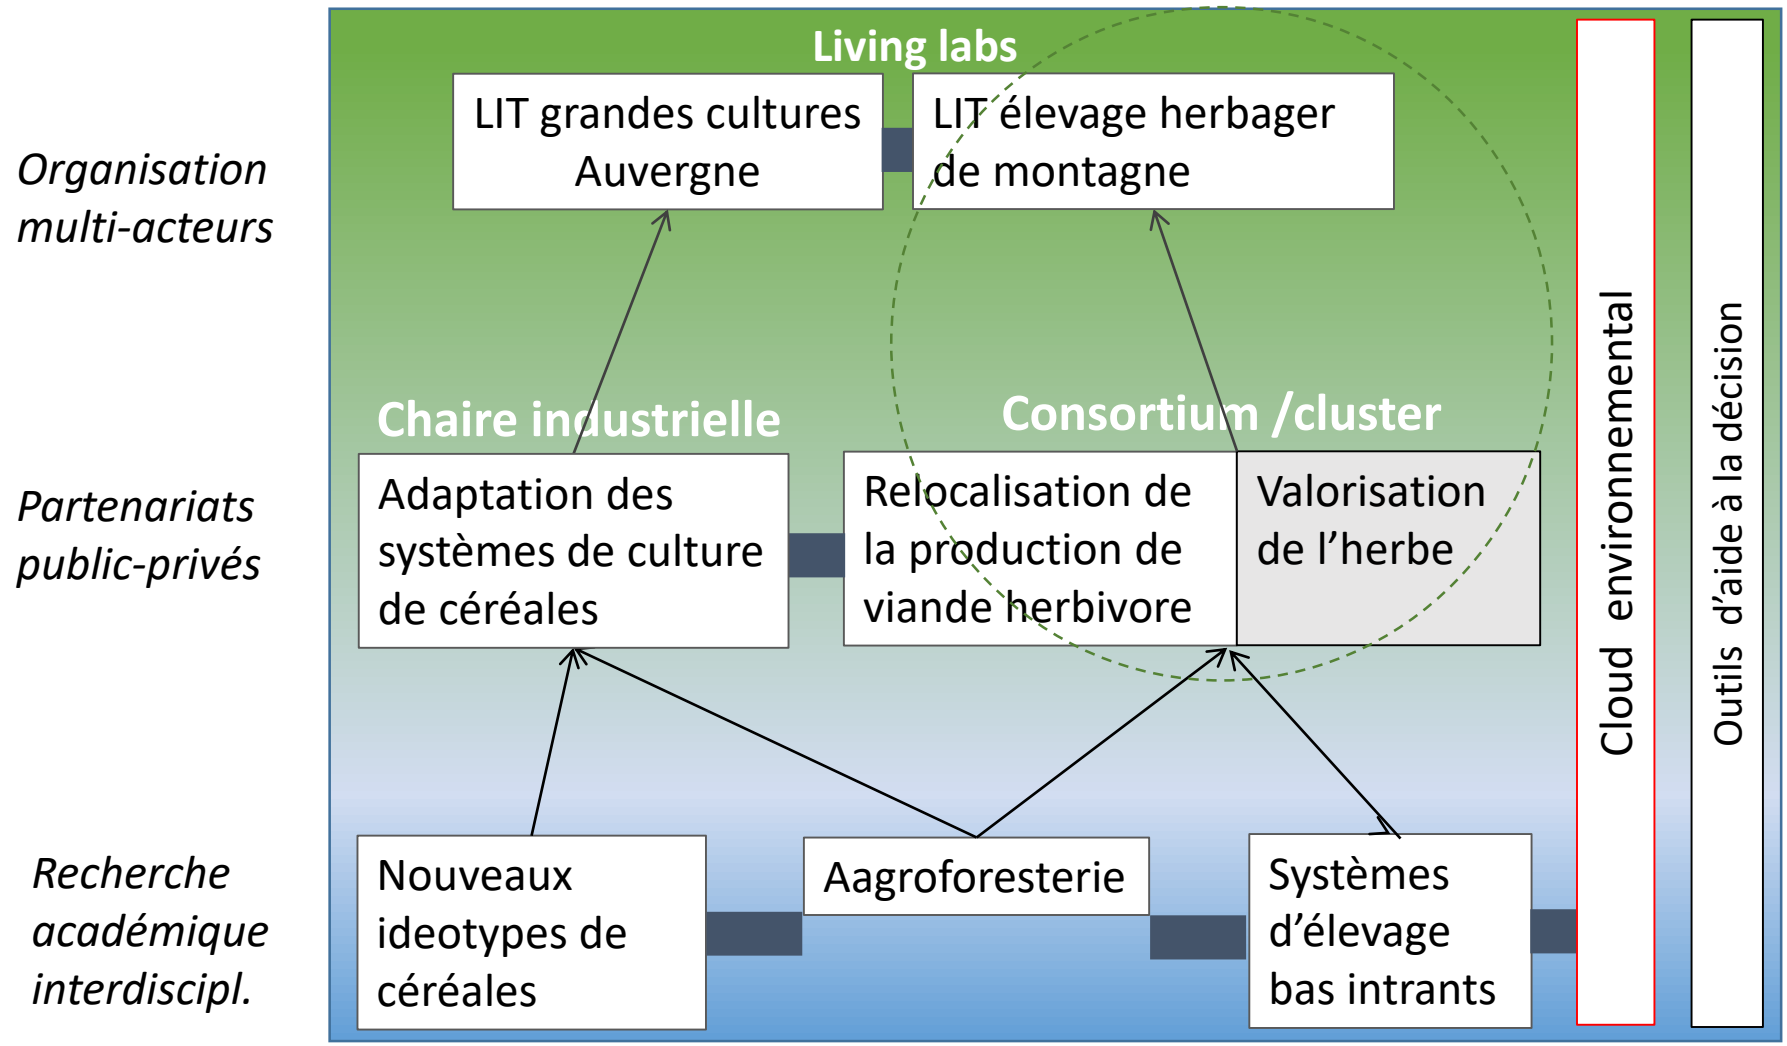 Living labs
Organisation
multi-acteurs
LIT grandes cultures
Auvergne
LIT élevage herbager
de montagne
Chaire industrielle
Consortium /cluster
Partenariats
public-privés
Adaptation des
systèmes de culture
de céréales
Relocalisation de
la production de
viande herbivore
Valorisation
de l’herbe
Recherche
académique
interdiscipl.
Nouveaux
ideotypes de
céréales
Aagroforesterie
Systèmes
d’élevage
bas intrants
Cloud environnemental
Outils d’aide à la décision